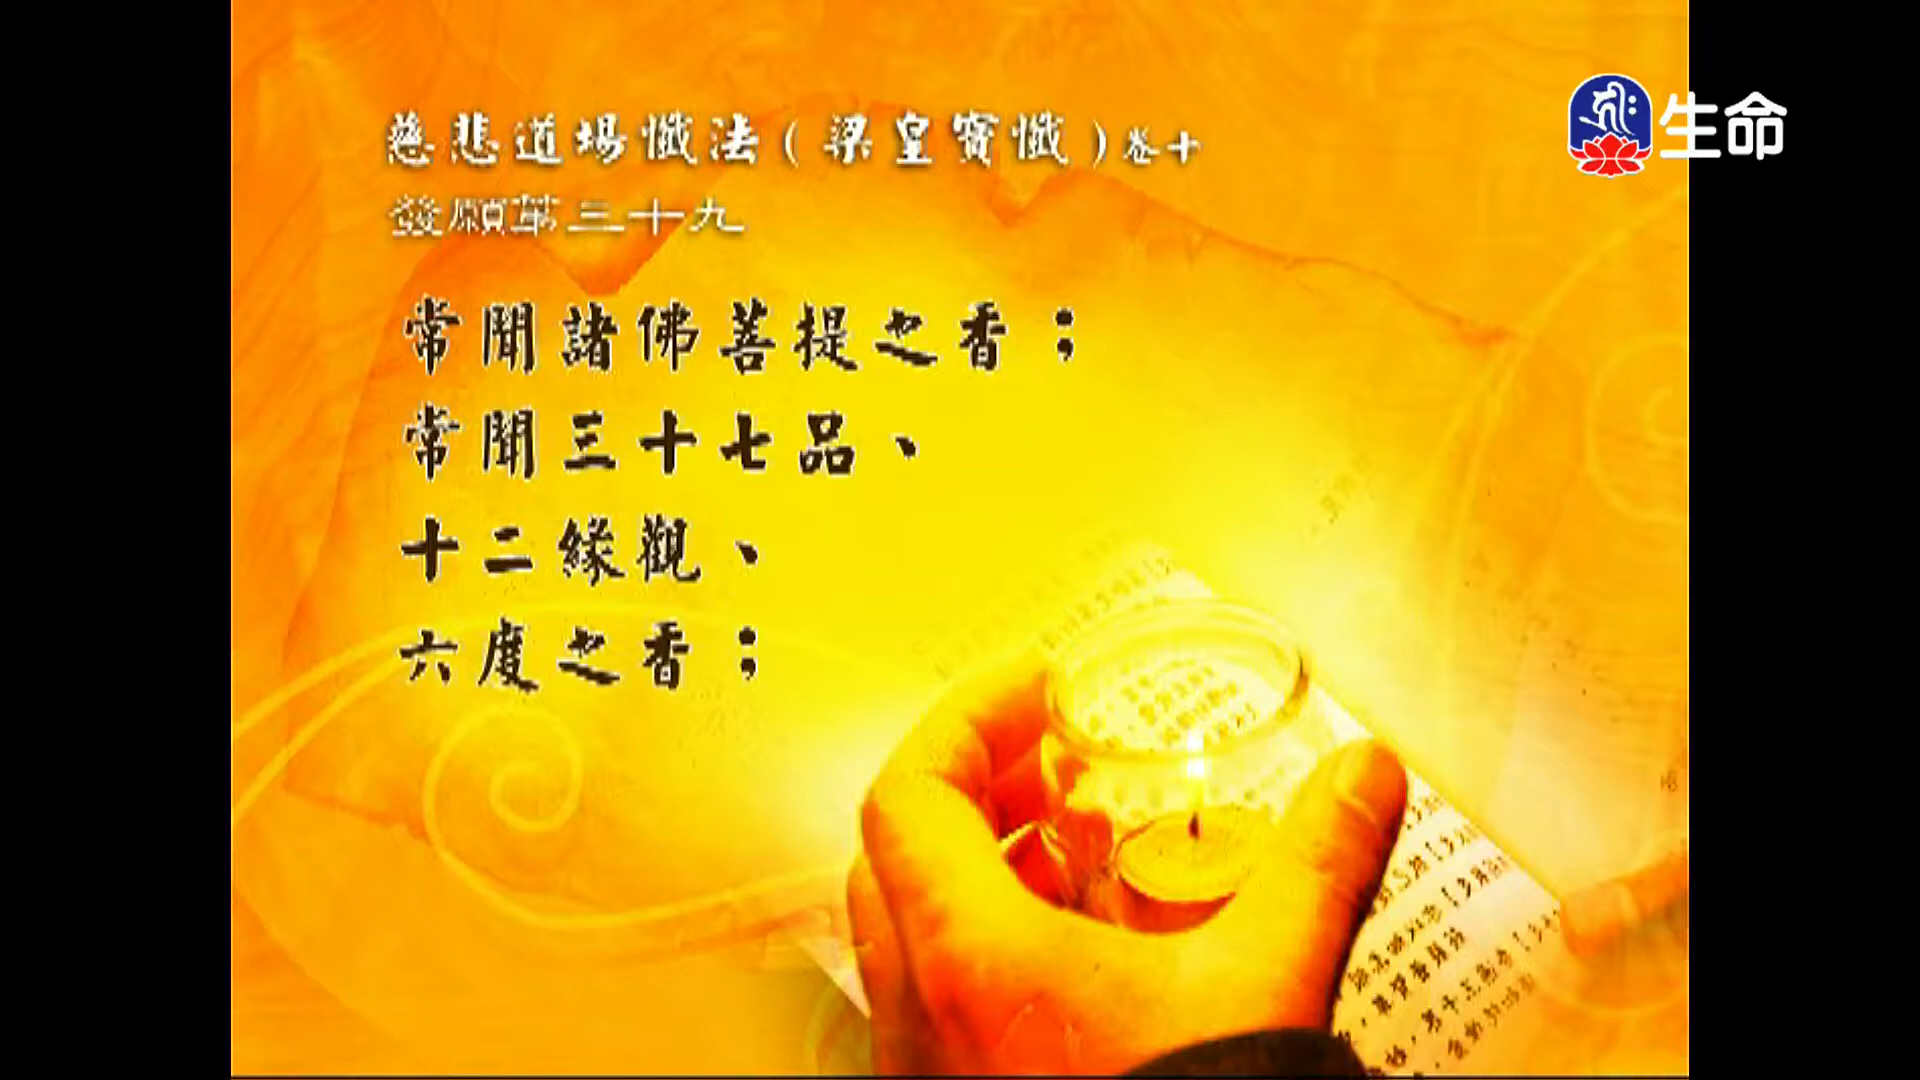 慈悲道場懺法(梁皇寶懺)卷十
發願第三十九
常聞諸佛菩提之香；
常聞三十七品、
十二緣觀、
六度之香；
生命